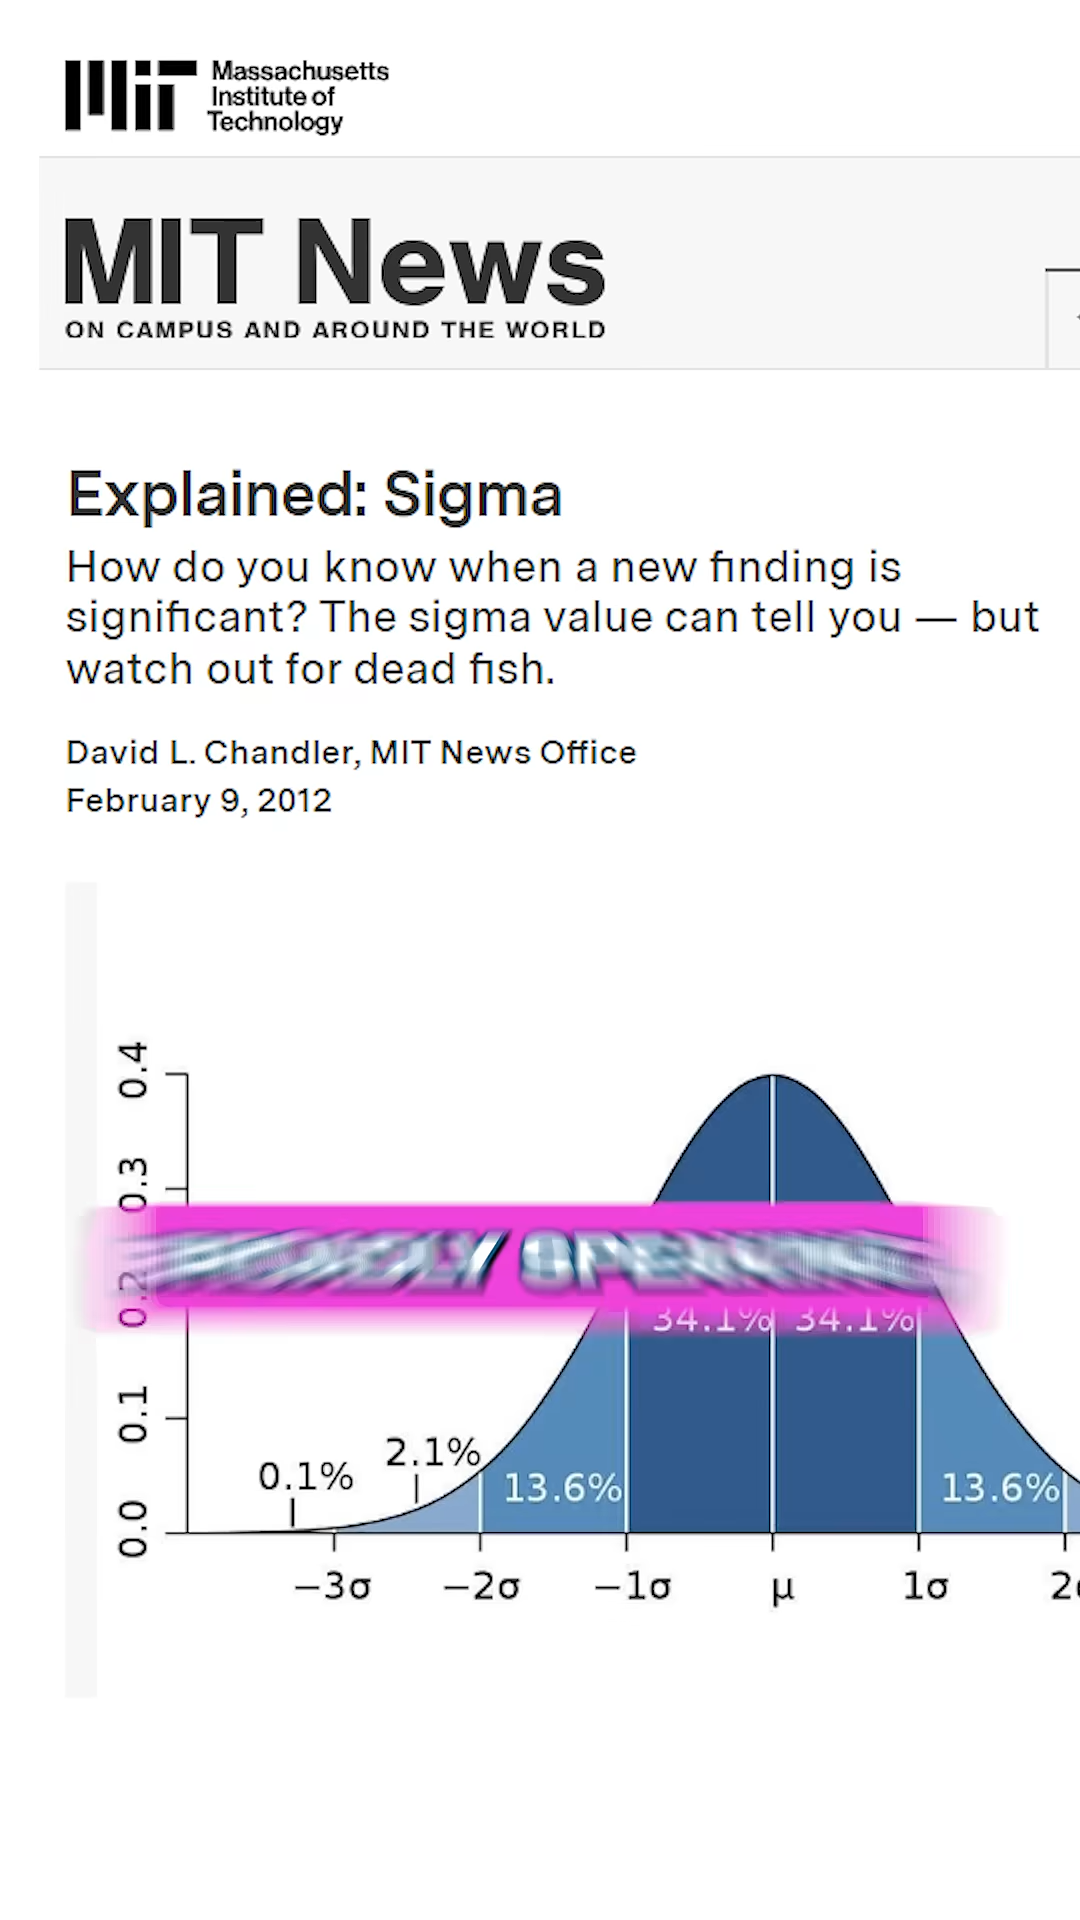 Massachusetts
Institute of
Technology
MIT News
ON CAMPUS AND AROUND THE WORLD
Explained: Sigma
How do you know when a new finding is
significant? The sigma value can tell you — but
watch out for dead fish.
David L. Chandler, MIT News Office
February 9, 2012
0.4
0.3
0.2
34.1% 34.1%
0.1
2.1%
0.1%
13.6%
13.6%
0.0
−3σ
−2σ
−1σ
μ
1σ